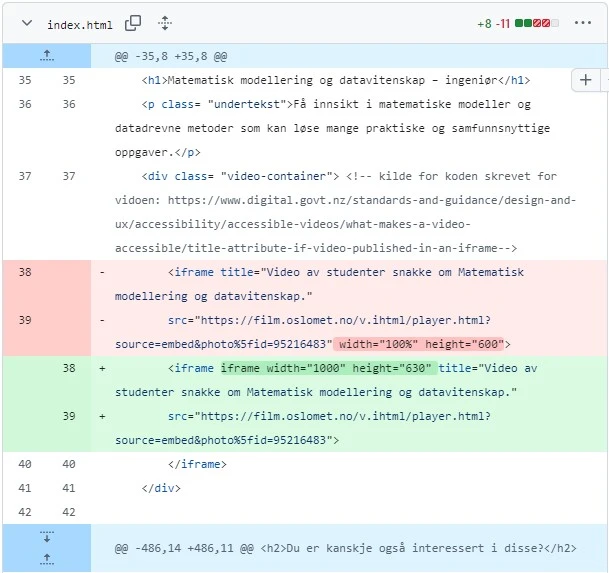 index.html
+8 -11
@@ -35,8 +35,8 @@
35 35 <h1>Matematisk modellering og datavitenskap – ingeniør</h1>
36 36 <p class= "undertekst">Få innsikt i matematiske modeller og
datadrevne metoder som kan løse mange praktiske og samfunnsnyttige
oppgaver.</p>
37 37 <div class= "video-container"> <!-- kilde for koden skrevet for
vidoen: https://www.digital.govt.nz/standards-and-guidance/design-and-
ux/accessibility/accessible-videos/what-makes-a-video-
accessible/title-attribute-if-video-published-in-an-iframe-->
38 - <iframe title="Video av studenter snakke om Matematisk
modellering og datavitenskap."
39 - src="https://film.oslomet.no/v.ihtml/player.html?
source=embed&photo%5fid=95216483" width="100%" height="600">
38 + <iframe iframe width="1000" height="630" title="Video av
studenter snakke om Matematisk modellering og datavitenskap."
39 + src="https://film.oslomet.no/v.ihtml/player.html?
source=embed&photo%5fid=95216483">
40 40 </iframe>
41 41 </div>
42 42
@@ -486,14 +486,11 @@ <h2>Du er kanskje også interessert i disse?</h2>